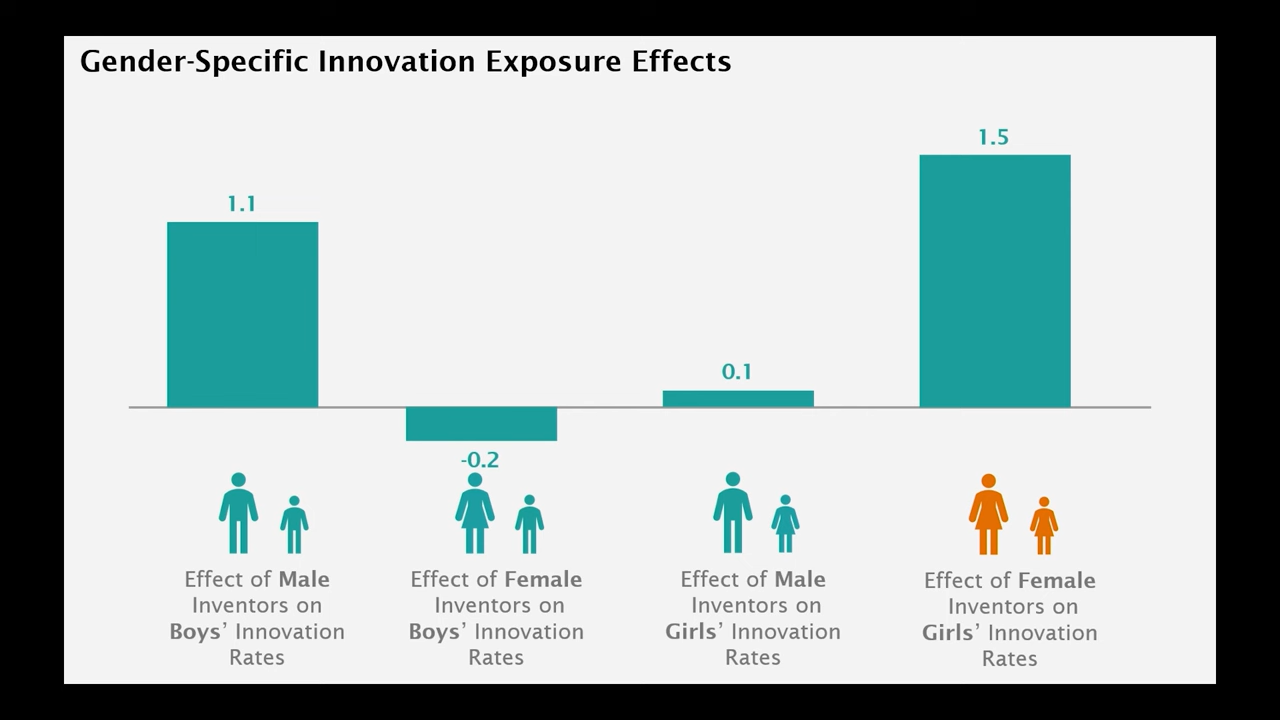 Gender-Specific Innovation Exposure Effects
1.5
1.1
0.1
-0.2
Effect of Male
Inventors on
Boys’ Innovation
Rates
Effect of Female
Inventors on
Boys’ Innovation
Rates
Effect of Male
Inventors on
Girls’ Innovation
Rates
Effect of Female
Inventors on
Girls’ Innovation
Rates